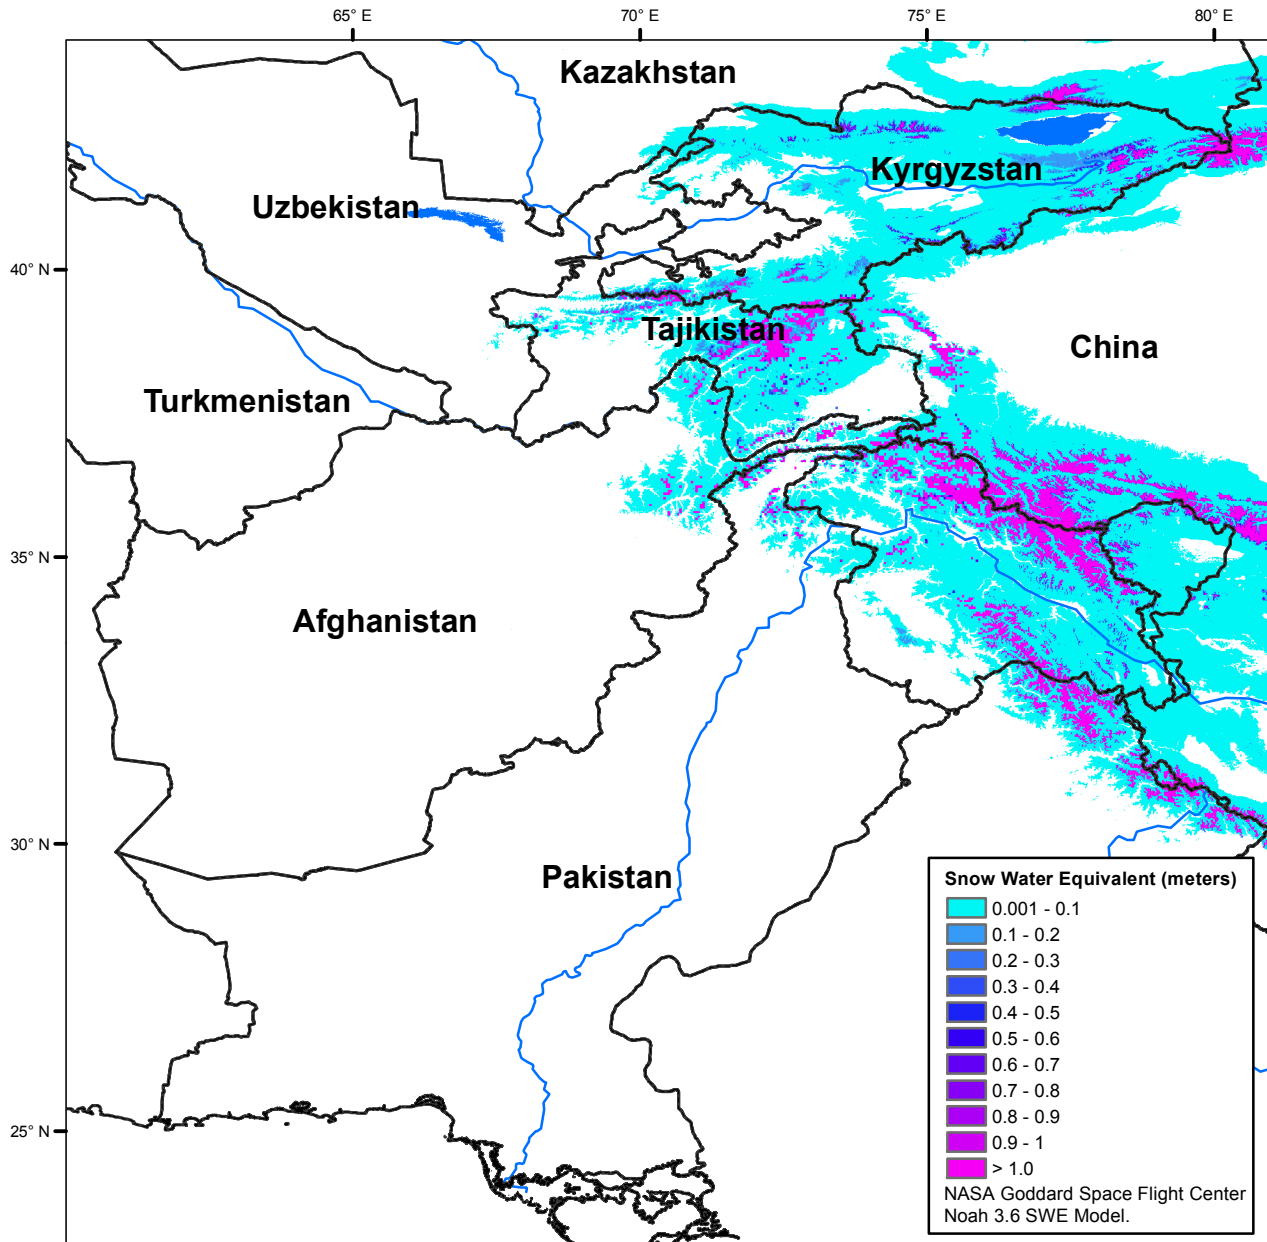 65° E
70° E
75° E
80° E
Kazakhstan
Kyrgyzstan
Uzbekistan
40° N
Tajikistan
China
Turkmenistan
35° N
Afghanistan
30° N
Pakistan
Snow Water Equivalent (meters)
0.001 - 0.1
0.1 - 0.2
0.2 - 0.3
0.3 - 0.4
0.4 - 0.5
0.5 - 0.6
0.6 - 0.7
0.7 - 0.8
0.8 - 0.9
0.9 - 1
> 1.0
NASA Goddard Space Flight Center
Noah 3.6 SWE Model.
25° N